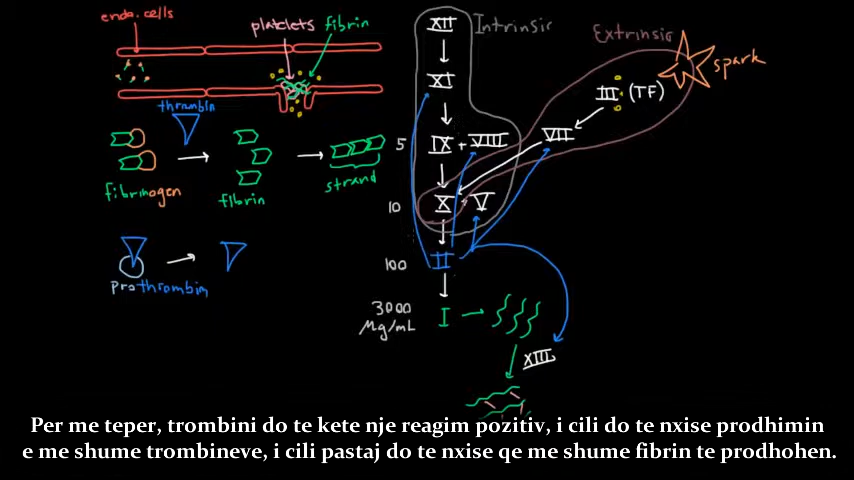 endo. cells
platelets
fibrin
thrombin
fibrinogen
fibrin
strand
prothrombin
XII
Intrinsic
XI
5 IX + VIII
10 X + V
100 II
3000 I
Mg/mL
XIII
Extrinsic
spark
III (TF)
VII
Per me teper, trombini do te kete nje reagim pozitiv, i cili do te nxise prodhimin
e me shume trombineve, i cili pastaj do te nxise qe me shume fibrin te prodhohen.